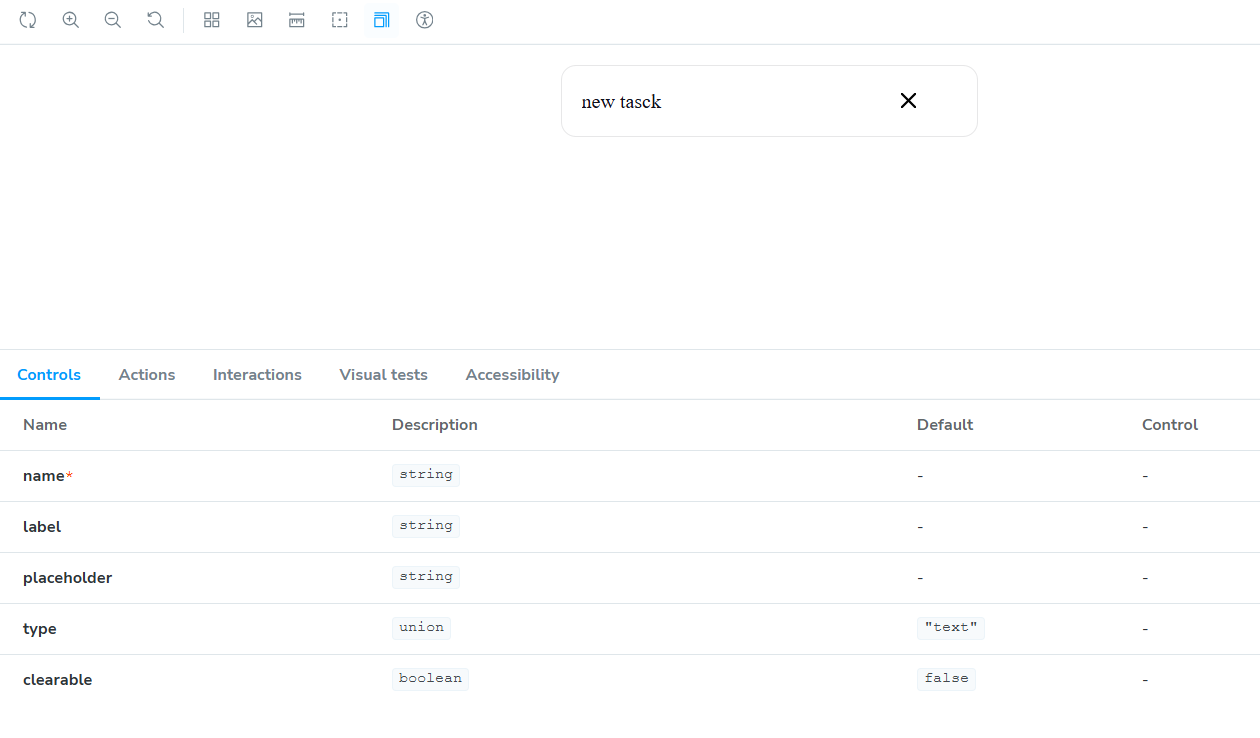 new tasck
Controls Actions Interactions Visual tests Accessibility
Name Description Default Control
name* string - -
label string - -
placeholder string - -
type union "text" -
clearable boolean false -